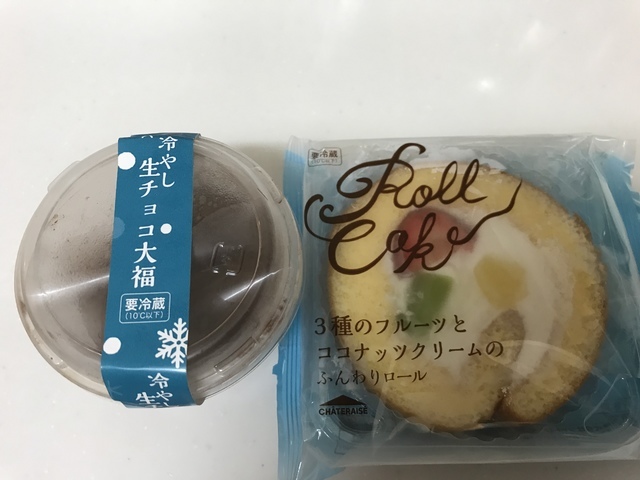 冷やし
生チョコ大福
要冷蔵
(10℃以下)
冷やし
生
要冷蔵
Roll
Cake
3種のフルーツと
ココナッツクリームの
ふんわりロール
CHATERAISE